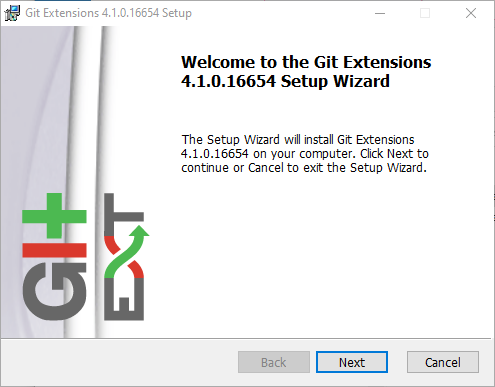 Git Extensions 4.1.0.16654 Setup
Welcome to the Git Extensions
4.1.0.16654 Setup Wizard
The Setup Wizard will install Git Extensions
4.1.0.16654 on your computer. Click Next to
continue or Cancel to exit the Setup Wizard.
GIT
EXT
Back
Next
Cancel